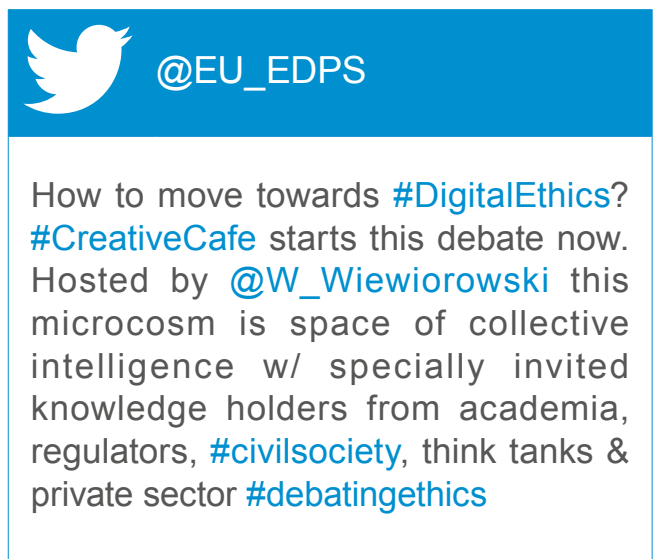 @EU_EDPS
How to move towards #DigitalEthics?
#CreativeCafe starts this debate now.
Hosted by @W_Wiewiorowski this
microcosm is space of collective
intelligence w/ specially invited
knowledge holders from academia,
regulators, #civilsociety, think tanks &
private sector #debatingethics